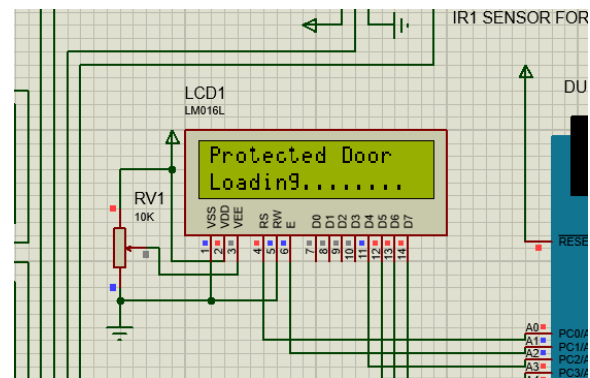 IR1 SENSOR FOR
DU
LCD1
LM016L
Protected Door
Loading........
RV1
10K
VSS
VDD
VEE
RS
RW
E
D0
D1
D2
D3
D4
D5
D6
D7
1
2
3
4
5
6
7
8
9
10
11
12
13
14
RESE
A0
PC0/A
A1
PC1/A
A2
PC2/A
A3
PC3/A